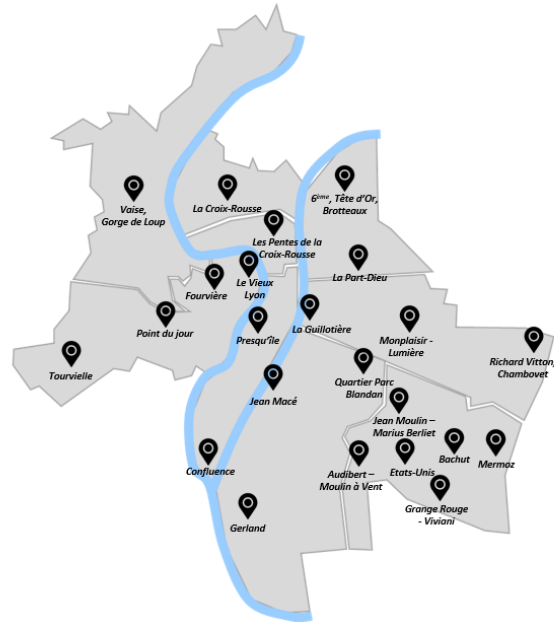 Vaise,
Gorge de Loup
La Croix-Rousse
6ème, Tête d'Or,
Brotteaux
Les Pentes de la
Croix-Rousse
La Part-Dieu
Le Vieux
Lyon
Fourvière
Point du jour
Presqu'île
La Guillotière
Monplaisir -
Lumière
Richard Vitton,
Chambovet
Tourvielle
Quartier Parc
Blandan
Jean Macé
Jean Moulin –
Marius Berliet
Confluence
Audibert –
Moulin à Vent
Etats-Unis
Bachut
Mermoz
Grange Rouge
- Viviani
Gerland